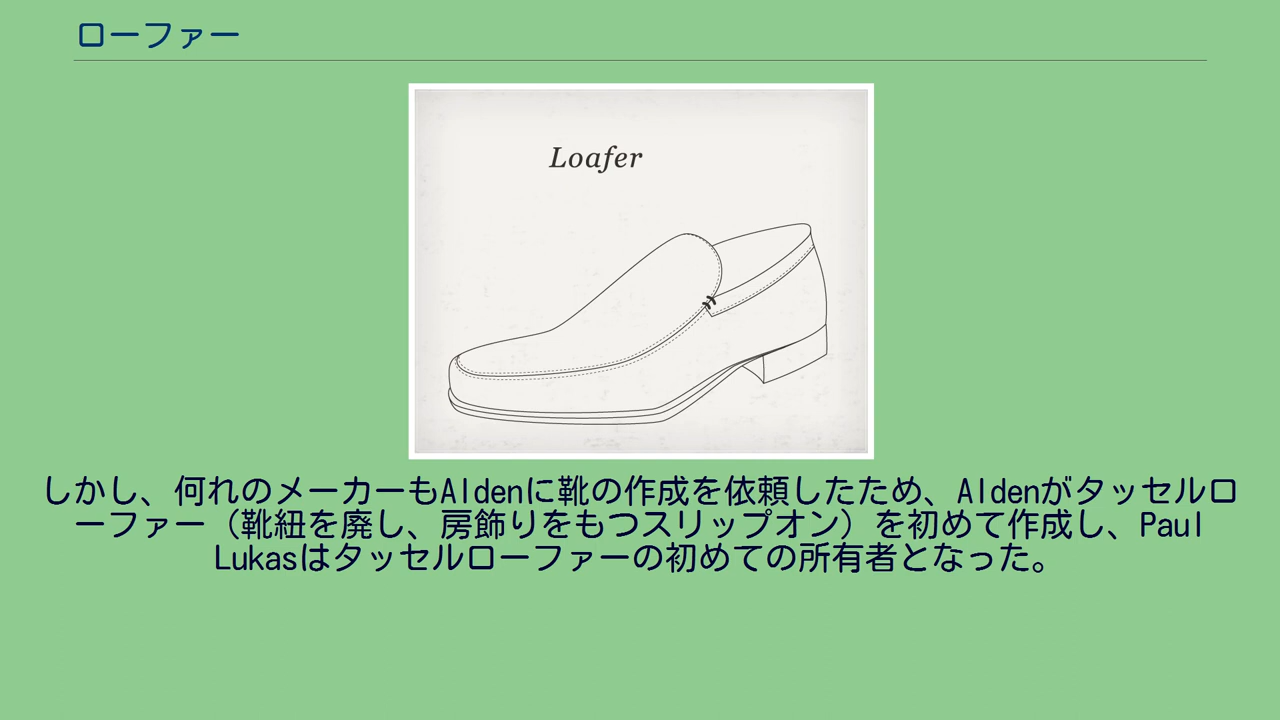 ローファー
Loafer
しかし、何れのメーカーもAldenに靴の作成を依頼したため、Aldenがタッセルロ
ーファー（靴紐を廃し、房飾りをもつスリップオン）を初めて作成し、Paul
Lukasはタッセルローファーの初めての所有者となった。